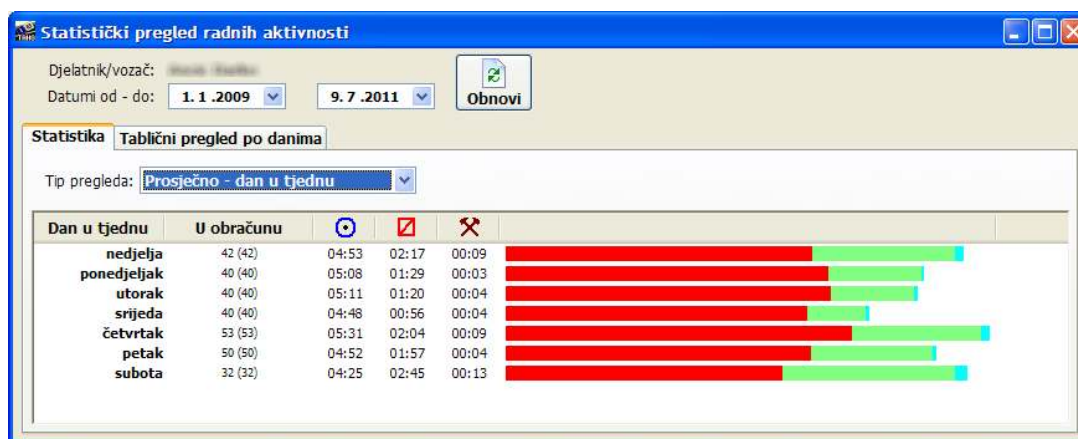 Statistički pregled radnih aktivnosti
Djelatnik/vozač:
Datumi od - do: 1. 1 .2009 9. 7 .2011 Obnovi
Statistika Tablični pregled po danima
Tip pregleda: Prosječno - dan u tjednu
Dan u tjednu U obračunu
nedjelja 42 (42) 04:53 02:17 00:09
ponedjeljak 40 (40) 05:08 01:29 00:03
utorak 40 (40) 05:11 01:20 00:04
srijeda 40 (40) 04:48 00:56 00:04
četvrtak 53 (53) 05:31 02:04 00:09
petak 50 (50) 04:52 01:57 00:04
subota 32 (32) 04:25 02:45 00:13